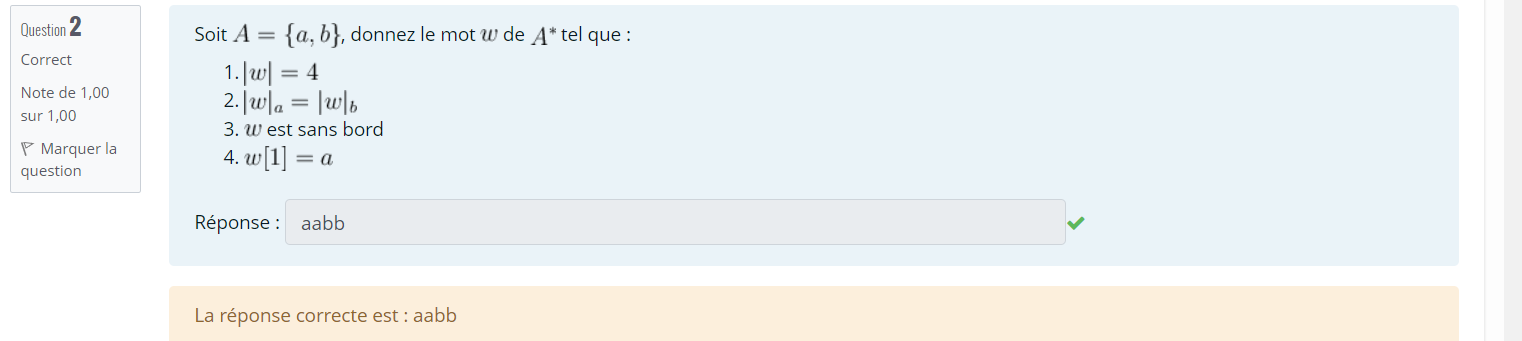 Question 2
Correct
Note de 1,00
sur 1,00
Marquer la
question
Soit A = {a, b}, donnez le mot w de A* tel que :
1. |w| = 4
2. |w|ₐ = |w|_b
3. w est sans bord
4. w[1] = a
Réponse : aabb
La réponse correcte est : aabb